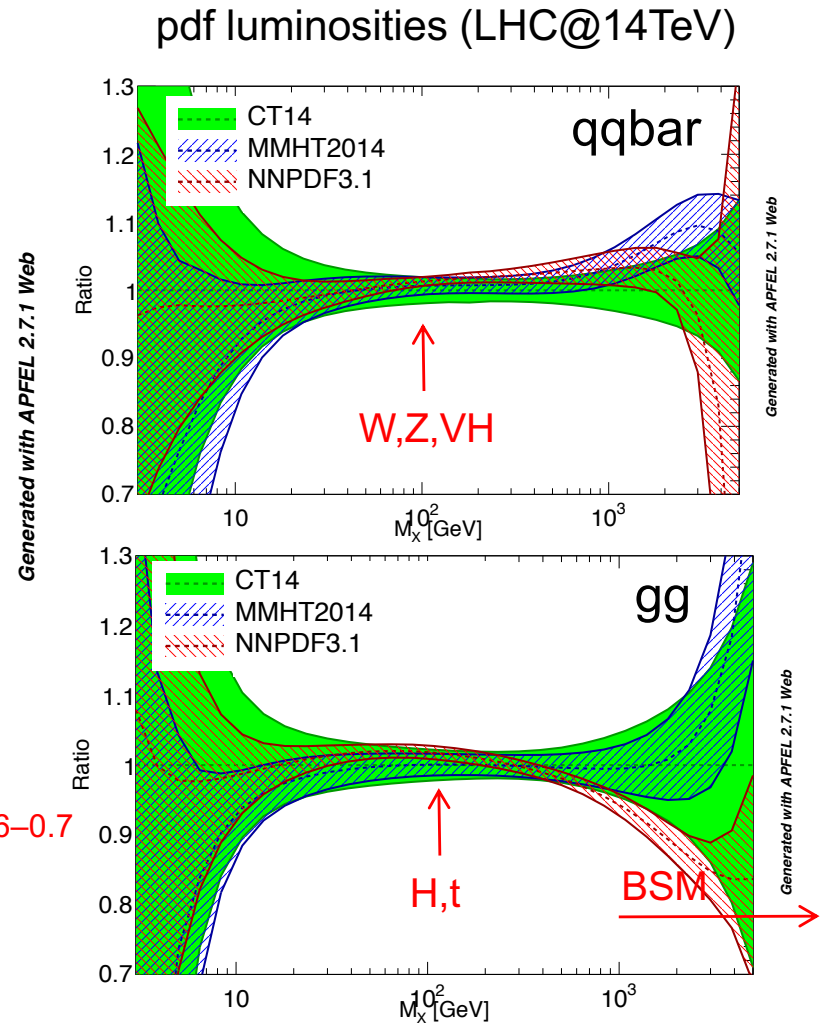 pdf luminosities (LHC@14TeV)
1.3
1.2
1.1
1
0.9
0.8
0.7
Ratio
CT14
MMHT2014
NNPDF3.1
qqbar
W,Z,VH
10
10²
10³
M_X [GeV]
Generated with APFEL 2.7.1 Web
Generated with APFEL 2.7.1 Web
1.3
1.2
1.1
1
0.9
0.8
0.7
Ratio
CT14
MMHT2014
NNPDF3.1
gg
6–0.7
H,t
BSM
10
10²
10³
M_X [GeV]
Generated with APFEL 2.7.1 Web